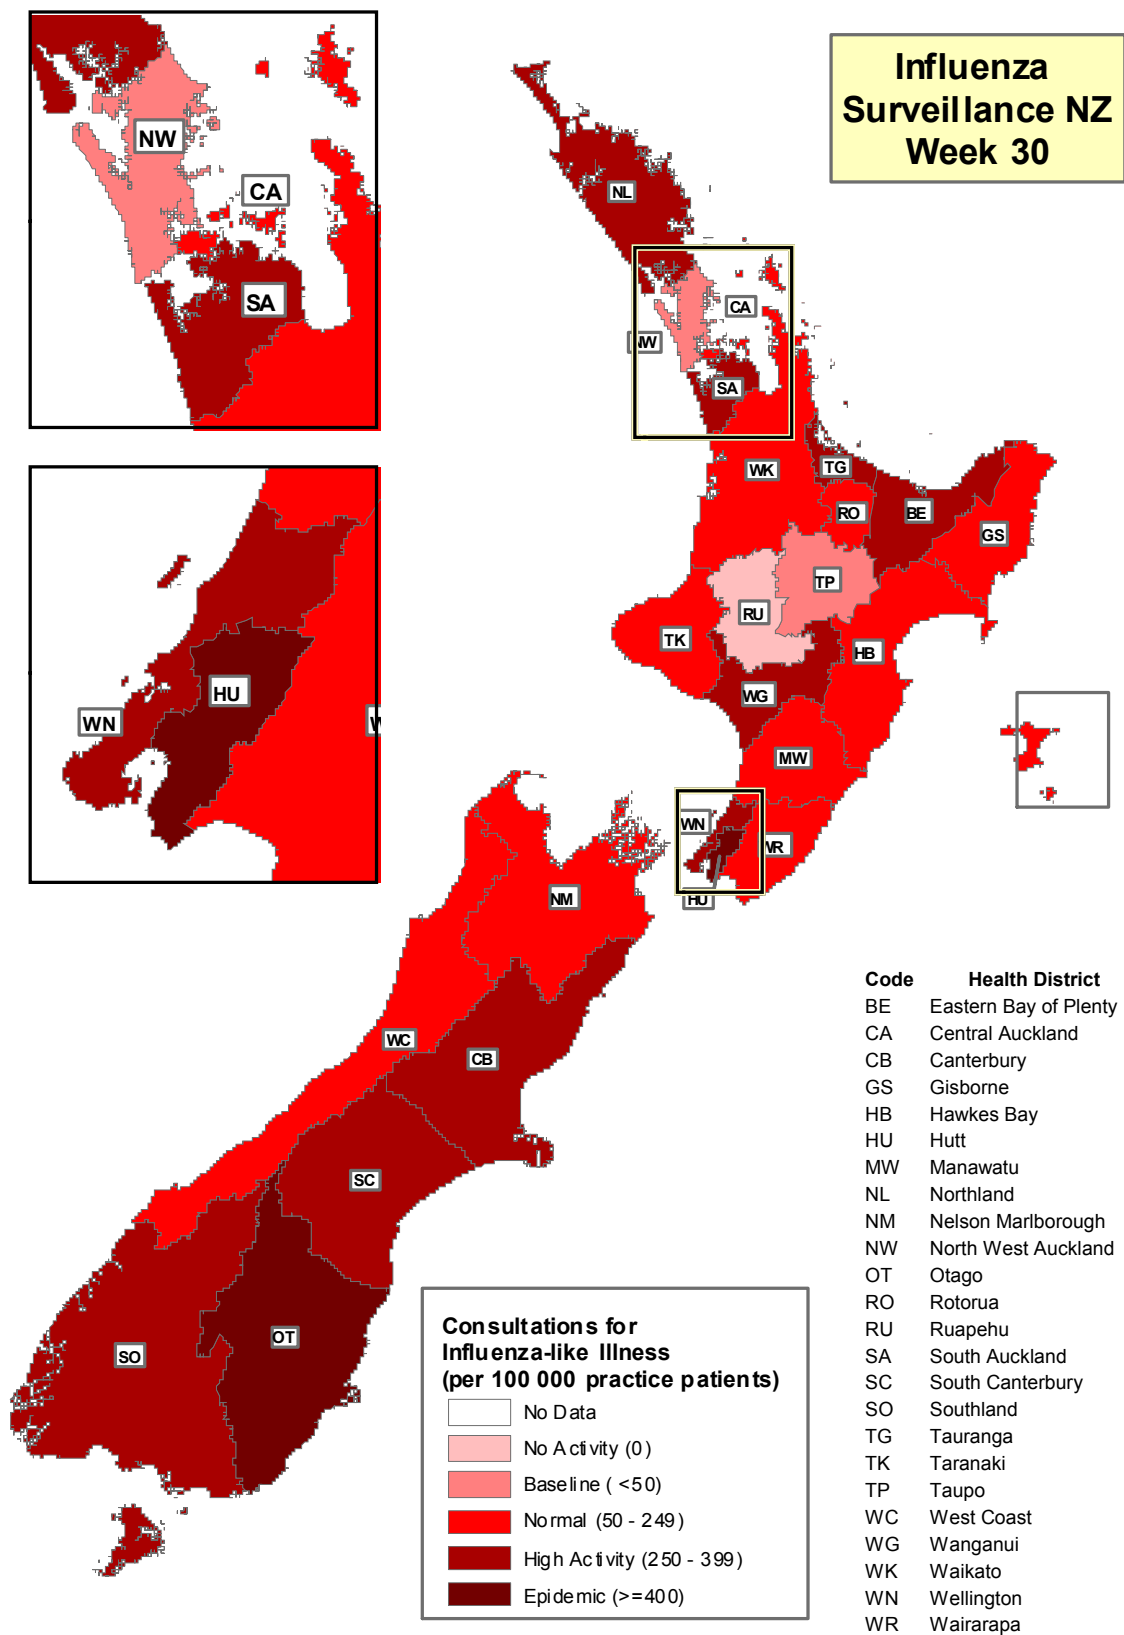 Influenza
Surveillance NZ
Week 30
NW
CA
SA
NL
CA
NW
SA
WK
TG
RO
BE
GS
TP
RU
TK
HB
WG
MW
WN
WR
HU
HU
WN
W
NM
WC
CB
SC
OT
SO
Code Health District
BE Eastern Bay of Plenty
CA Central Auckland
CB Canterbury
GS Gisborne
HB Hawkes Bay
HU Hutt
MW Manawatu
NL Northland
NM Nelson Marlborough
NW North West Auckland
OT Otago
RO Rotorua
RU Ruapehu
SA South Auckland
SC South Canterbury
SO Southland
TG Tauranga
TK Taranaki
TP Taupo
WC West Coast
WG Wanganui
WK Waikato
WN Wellington
WR Wairarapa
Consultations for
Influenza-like Illness
(per 100 000 practice patients)
No Data
No Activity (0)
Baseline ( <50)
Normal (50 - 249)
High Activity (250 - 399)
Epidemic (>=400)